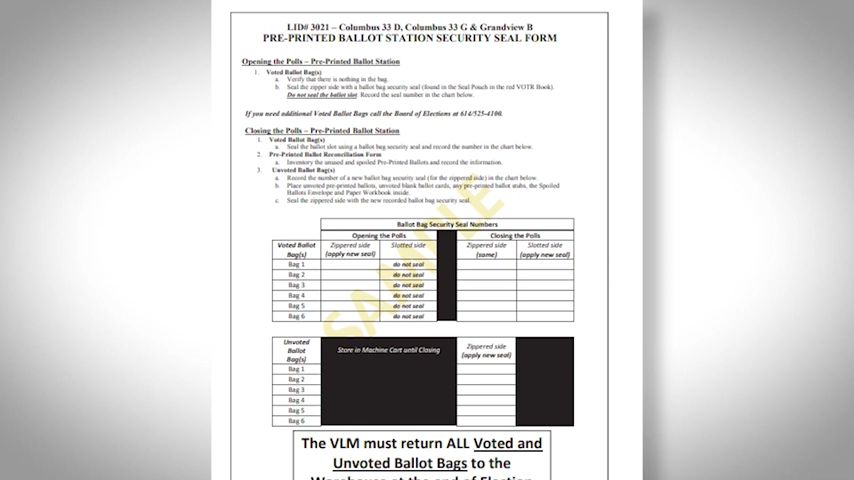 LID# 3021 – Columbus 33 D, Columbus 33 G & Grandview B
PRE-PRINTED BALLOT STATION SECURITY SEAL FORM
Opening the Polls – Pre-Printed Ballot Station
1. Voted Ballot Bag(s)
a. Verify that there is nothing in the bag.
b. Seal the zipper side with a ballot bag security seal (found in the Seal Pouch in the red VOTR Book).
Do not seal the ballot slot. Record the seal number in the chart below.
If you need additional Voted Ballot Bags call the Board of Elections at 614/525-4100.
Closing the Polls – Pre-Printed Ballot Station
1. Voted Ballot Bag(s)
a. Seal the ballot slot using a ballot bag security seal and record the number in the chart below.
2. Pre-Printed Ballot Reconciliation Form
a. Inventory the unused and spoiled Pre-Printed Ballots and record the information.
3. Unvoted Ballot Bag(s)
a. Record the number of a new ballot bag security seal (for the zippered side) in the chart below.
b. Place unvoted pre-printed ballots, unvoted blank ballot cards, any pre-printed ballot stubs, the Spoiled
Ballots Envelope and Paper Workbook inside.
c. Seal the zippered side with the new recorded ballot bag security seal.
SAMPLE
Ballot Bag Security Seal Numbers
Opening the Polls Closing the Polls
Voted Ballot Bag(s) Zippered side (apply new seal) Slotted side Zippered side (same) Slotted side (apply new seal)
Bag 1 do not seal
Bag 2 do not seal
Bag 3 do not seal
Bag 4 do not seal
Bag 5 do not seal
Bag 6 do not seal
Unvoted Ballot Bag(s) Store in Machine Cart until Closing Zippered side (apply new seal)
Bag 1
Bag 2
Bag 3
Bag 4
Bag 5
Bag 6
The VLM must return ALL Voted and
Unvoted Ballot Bags to the
Warehouse at the end of Election